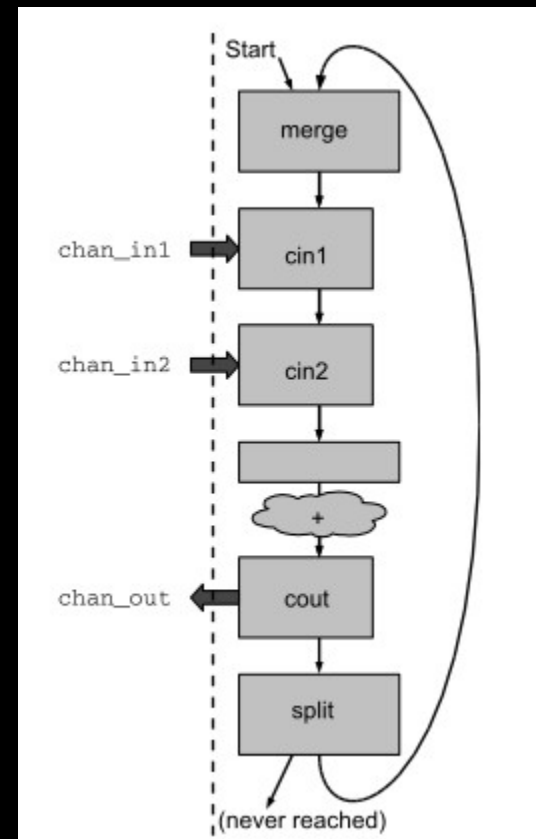 Start
merge
chan_in1
cin1
chan_in2
cin2
+
chan_out
cout
split
(never reached)